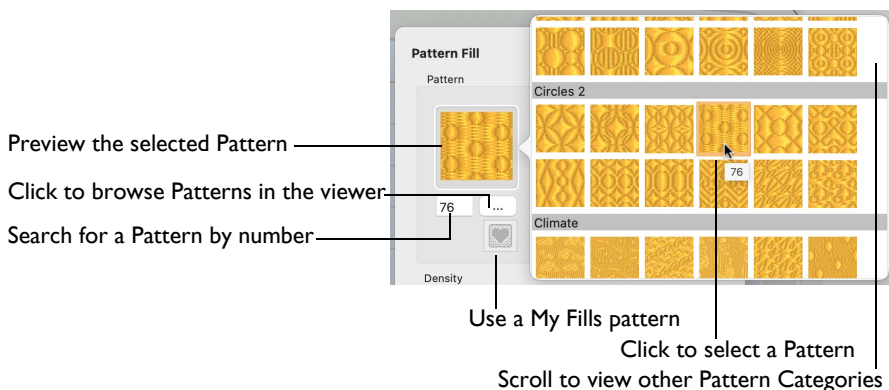 Pattern Fill
Pattern
Circles 2
Preview the selected Pattern
76
Click to browse Patterns in the viewer
76
...
Search for a Pattern by number
Climate
Density
Use a My Fills pattern
Click to select a Pattern
Scroll to view other Pattern Categories